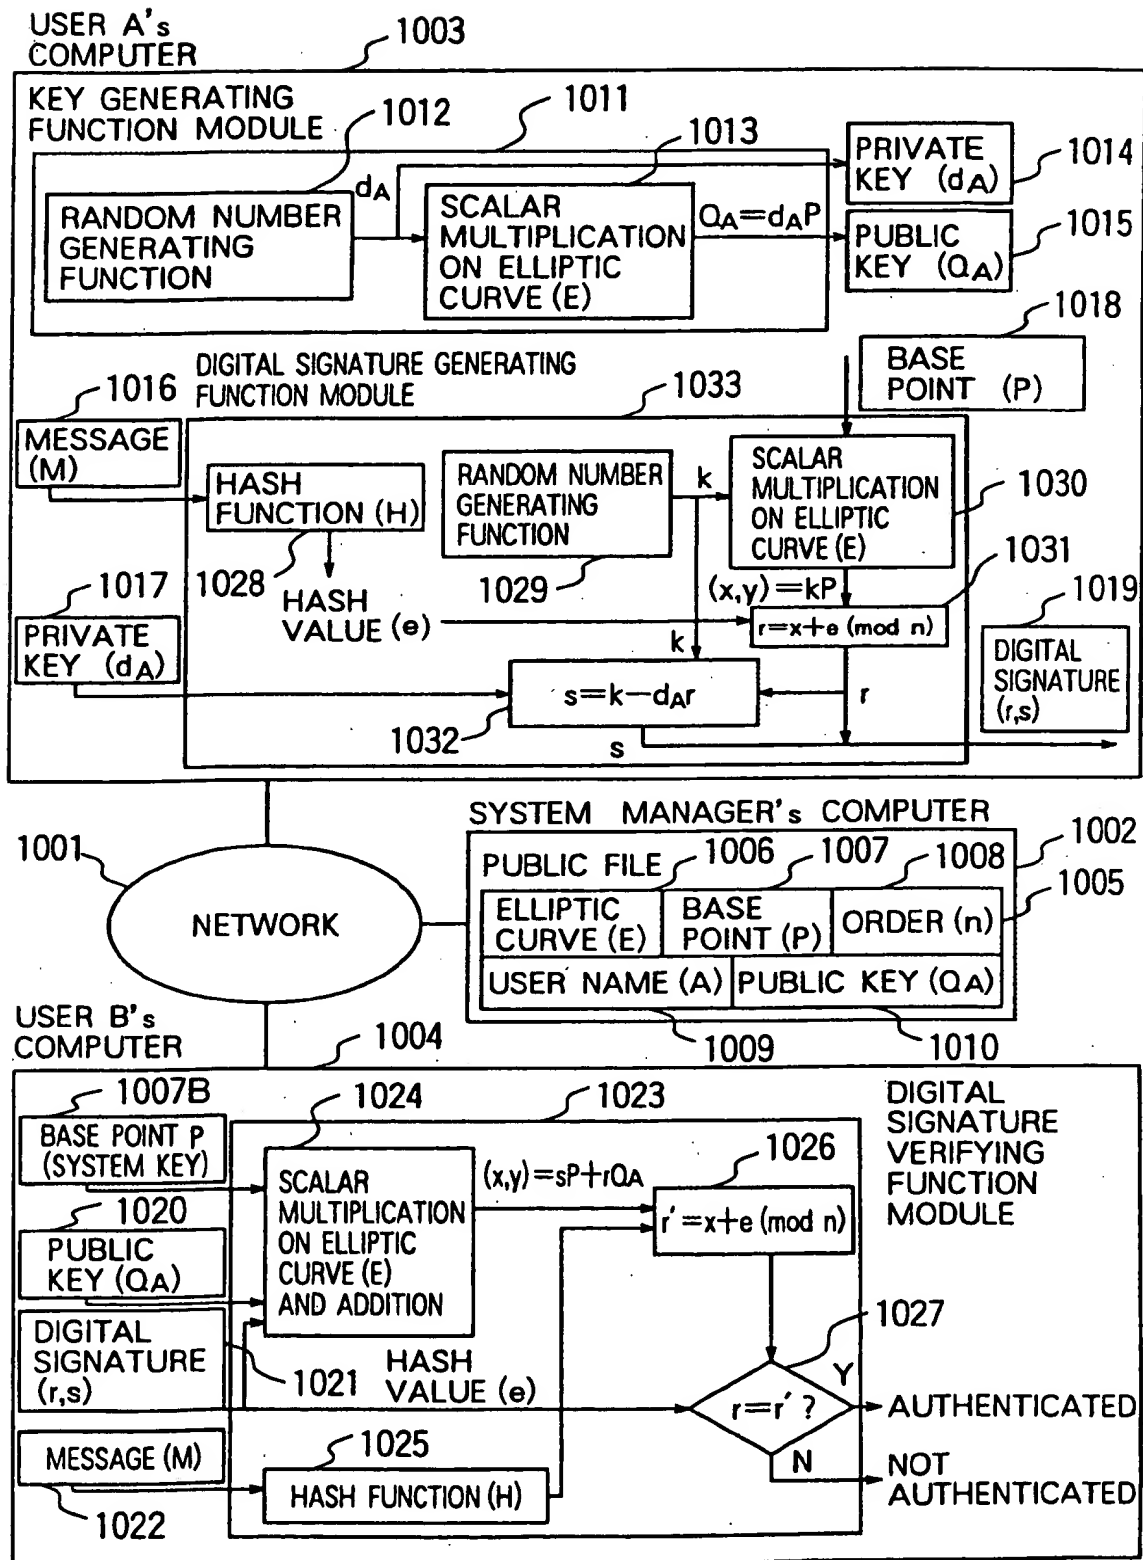 USER A's
COMPUTER
1003
KEY GENERATING
FUNCTION MODULE
1012
1011
1013
dA
RANDOM NUMBER
GENERATING
FUNCTION
SCALAR
MULTIPLICATION
ON ELLIPTIC
CURVE (E)
QA=dAP
PRIVATE
KEY (dA)
1014
PUBLIC
KEY (QA)
1015
1018
BASE
POINT (P)
DIGITAL SIGNATURE GENERATING
FUNCTION MODULE
1033
1016
MESSAGE
(M)
HASH
FUNCTION (H)
1028
HASH
VALUE (e)
RANDOM NUMBER
GENERATING
FUNCTION
1029
k
SCALAR
MULTIPLICATION
ON ELLIPTIC
CURVE (E)
1030
1031
(x,y)=kP
r=x+e (mod n)
1017
PRIVATE
KEY (dA)
k
s=k-dAr
1032
r
s
1019
DIGITAL
SIGNATURE
(r,s)
1001
NETWORK
SYSTEM MANAGER's COMPUTER
1002
PUBLIC FILE
1006
1007
1008
1005
ELLIPTIC
CURVE (E)
BASE
POINT (P)
ORDER (n)
USER NAME (A)
PUBLIC KEY (QA)
1009
1010
USER B's
COMPUTER
1004
1007B
BASE POINT P
(SYSTEM KEY)
1020
PUBLIC
KEY (QA)
DIGITAL
SIGNATURE
(r,s)
1021
MESSAGE (M)
1022
1024
1023
SCALAR
MULTIPLICATION
ON ELLIPTIC
CURVE (E)
AND ADDITION
(x,y)=sP+rQA
1026
r'=x+e (mod n)
DIGITAL
SIGNATURE
VERIFYING
FUNCTION
MODULE
HASH
VALUE (e)
1025
HASH FUNCTION (H)
1027
r=r' ?
Y
AUTHENTICATED
N
NOT
AUTHENTICATED